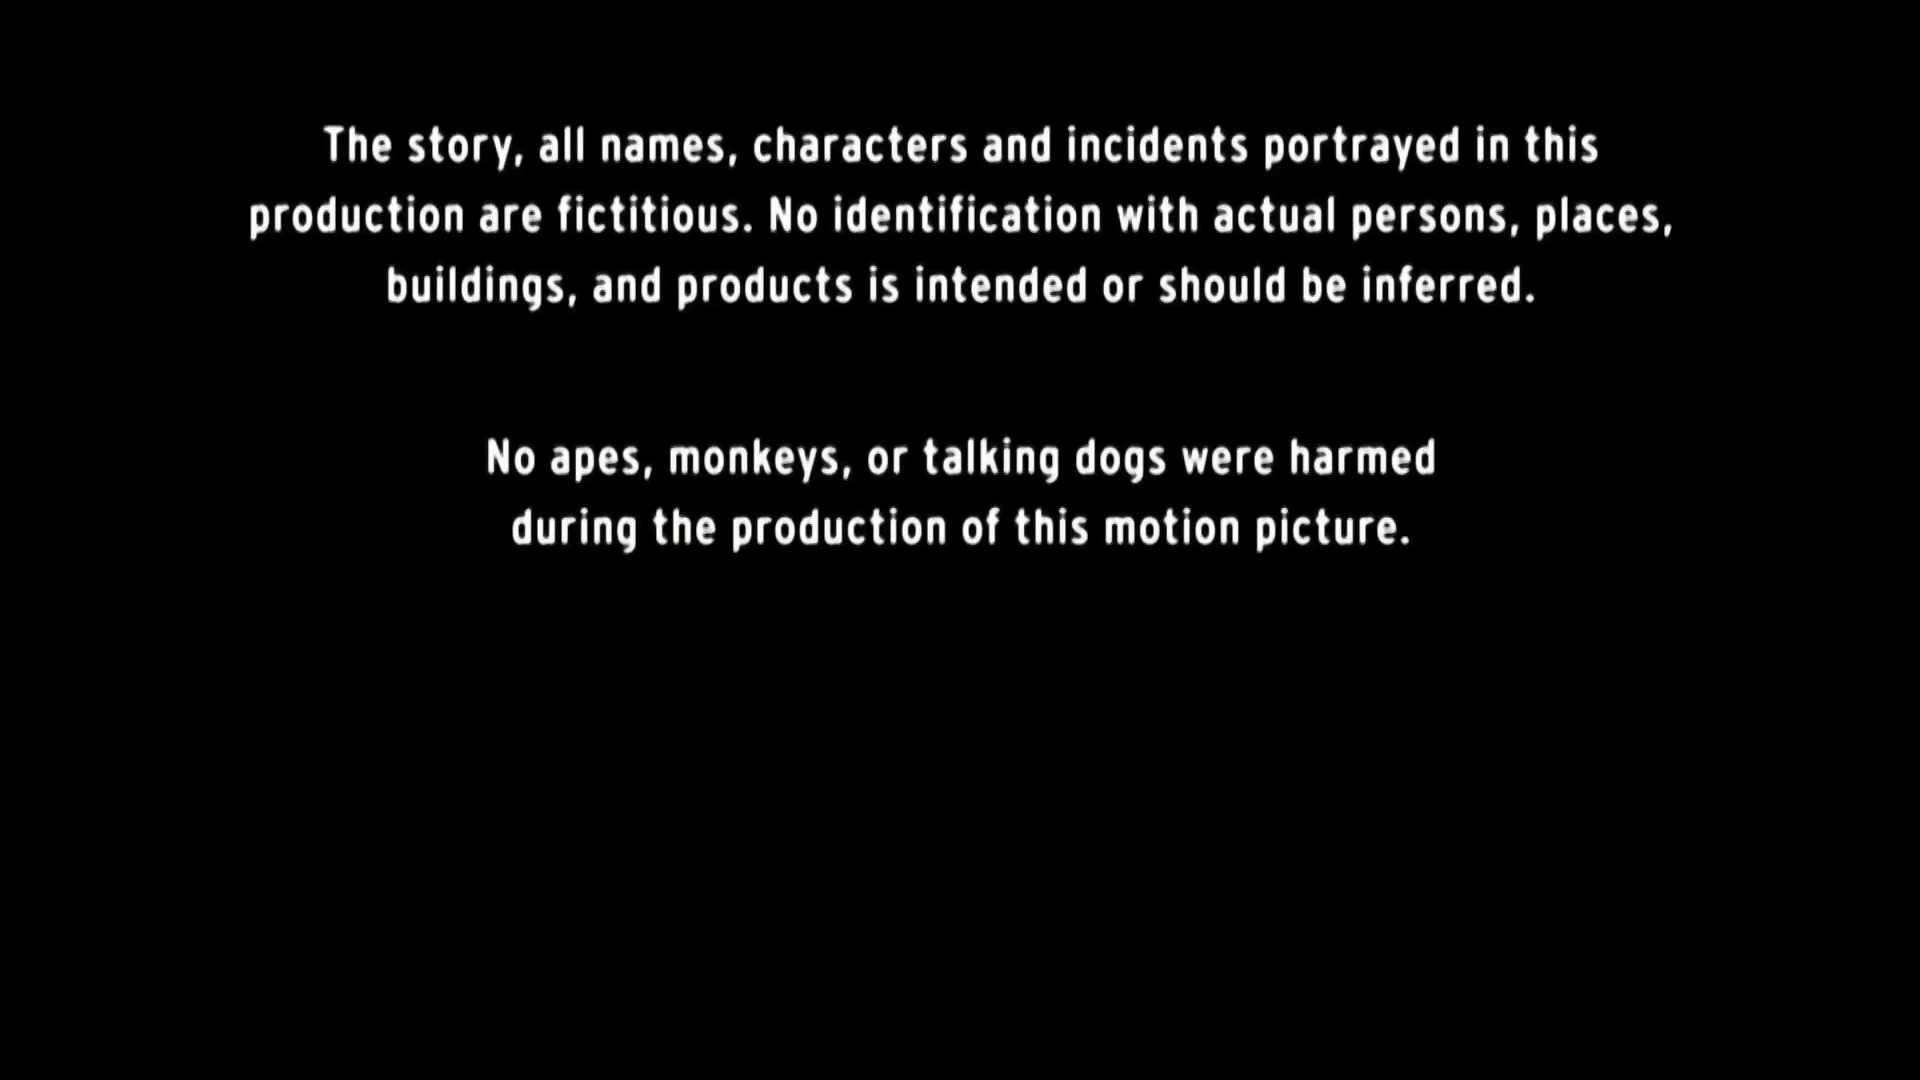 The story, all names, characters and incidents portrayed in this
production are fictitious. No identification with actual persons, places,
buildings, and products is intended or should be inferred.
No apes, monkeys, or talking dogs were harmed
during the production of this motion picture.